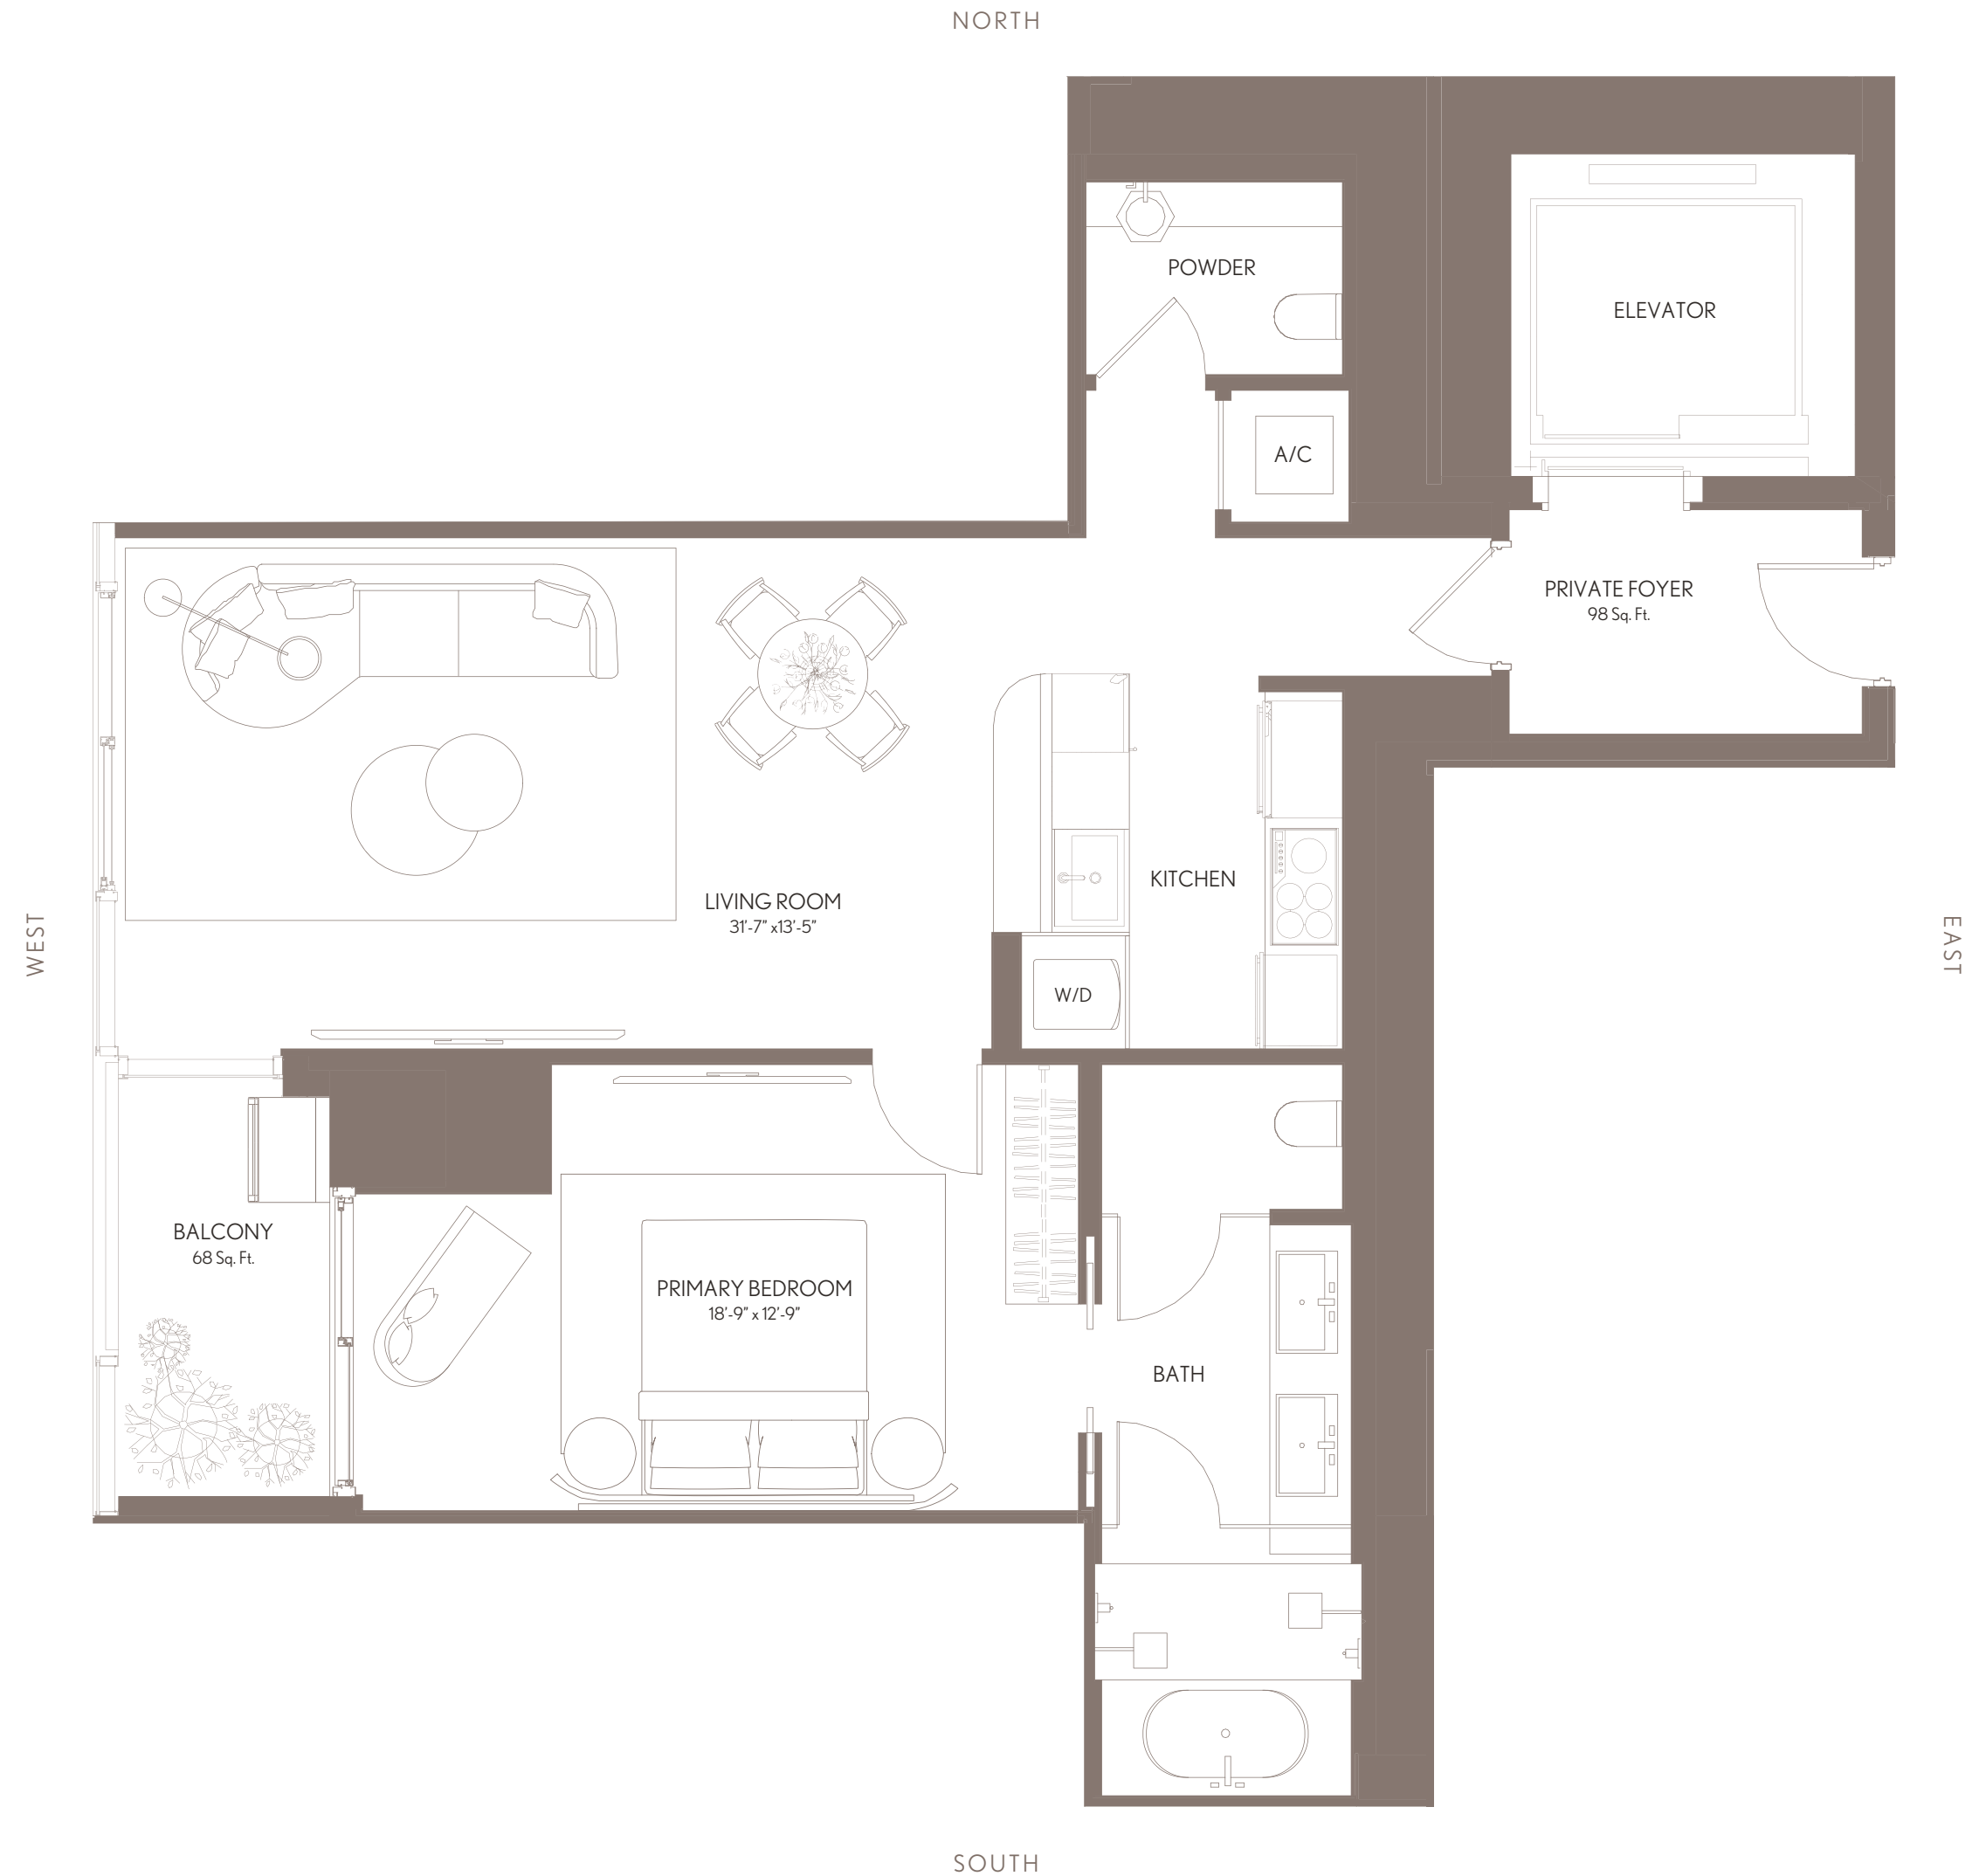 NORTH
POWDER
ELEVATOR
A/C
PRIVATE FOYER
98 Sq. Ft.
KITCHEN
LIVING ROOM
31'-7" x13'-5"
WEST
EAST
W/D
BALCONY
68 Sq. Ft.
PRIMARY BEDROOM
18'-9" x 12'-9"
BATH
SOUTH